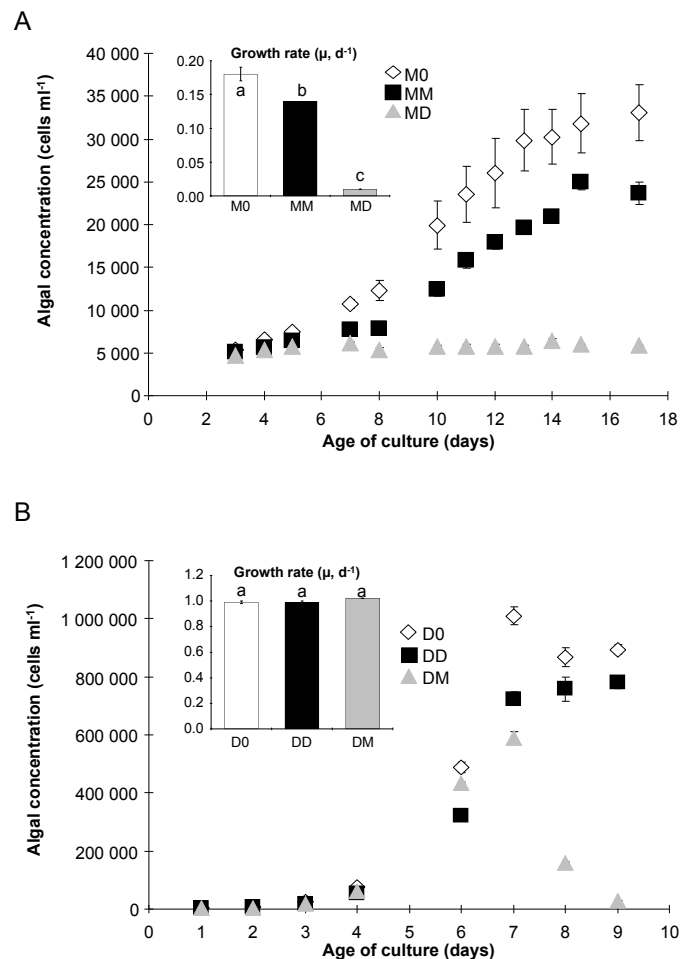 A
Growth rate (µ, d-1)
0.20
0.15
0.10
0.05
0.00
a
b
c
M0 MM MD
M0
MM
MD
Algal concentration (cells ml-1)
40 000
35 000
30 000
25 000
20 000
15 000
10 000
5 000
0
0 2 4 6 8 10 12 14 16 18
Age of culture (days)
B
Growth rate (µ, d-1)
1.2
1.0
0.8
0.6
0.4
0.2
0.0
a a a
D0 DD DM
D0
DD
DM
Algal concentration (cells ml-1)
1 200 000
1 000 000
800 000
600 000
400 000
200 000
0
0 1 2 3 4 5 6 7 8 9 10
Age of culture (days)